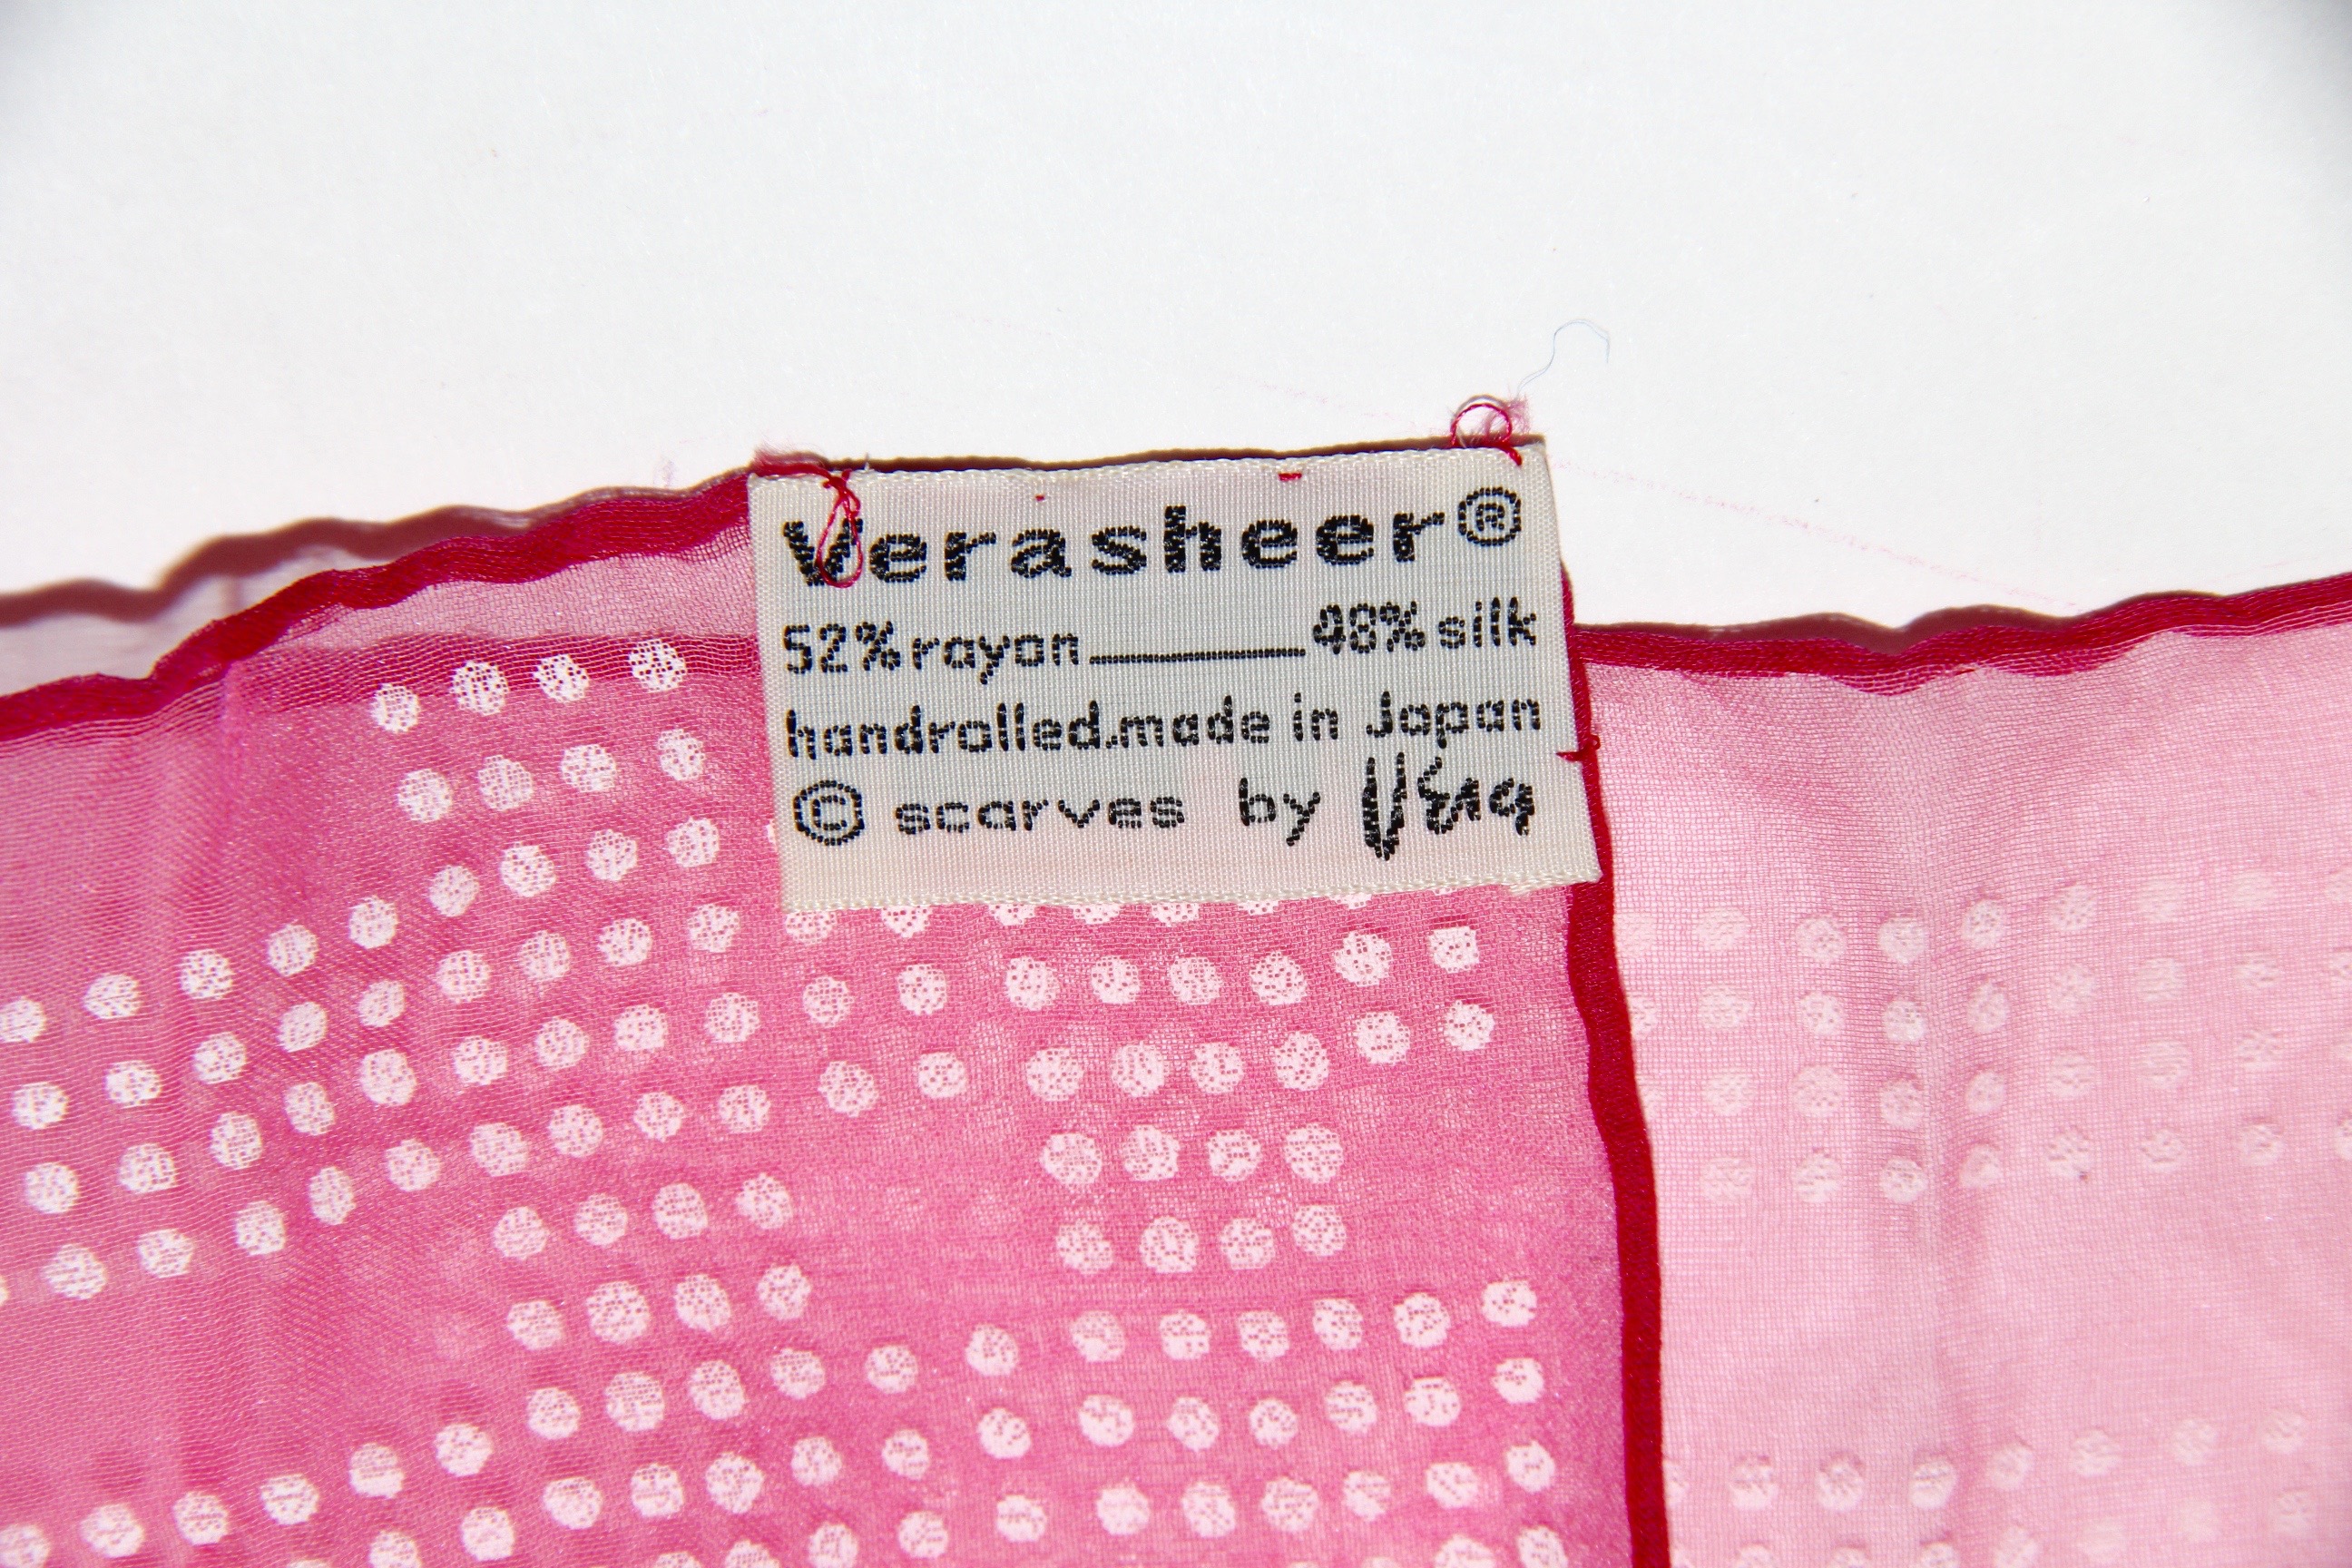 Verasheer®
52% rayon 48% silk
handrolled.made in Japan
© scarves by Vera